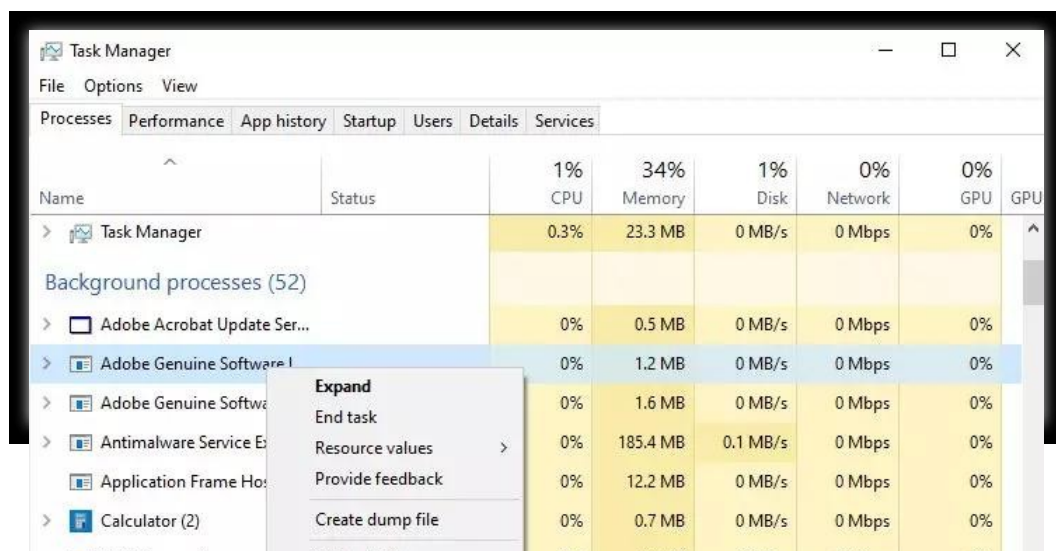 Task Manager
File Options View
Processes Performance App history Startup Users Details Services
1% 34% 1% 0% 0%
Name Status CPU Memory Disk Network GPU GPU
Task Manager 0.3% 23.3 MB 0 MB/s 0 Mbps 0%
Background processes (52)
Adobe Acrobat Update Ser... 0% 0.5 MB 0 MB/s 0 Mbps 0%
Adobe Genuine Software I 0% 1.2 MB 0 MB/s 0 Mbps 0%
Expand
Adobe Genuine Softwa 0% 1.6 MB 0 MB/s 0 Mbps 0%
End task
Antimalware Service Ex 0% 185.4 MB 0.1 MB/s 0 Mbps 0%
Resource values
Application Frame Hos 0% 12.2 MB 0 MB/s 0 Mbps 0%
Provide feedback
Calculator (2) 0% 0.7 MB 0 MB/s 0 Mbps 0%
Create dump file